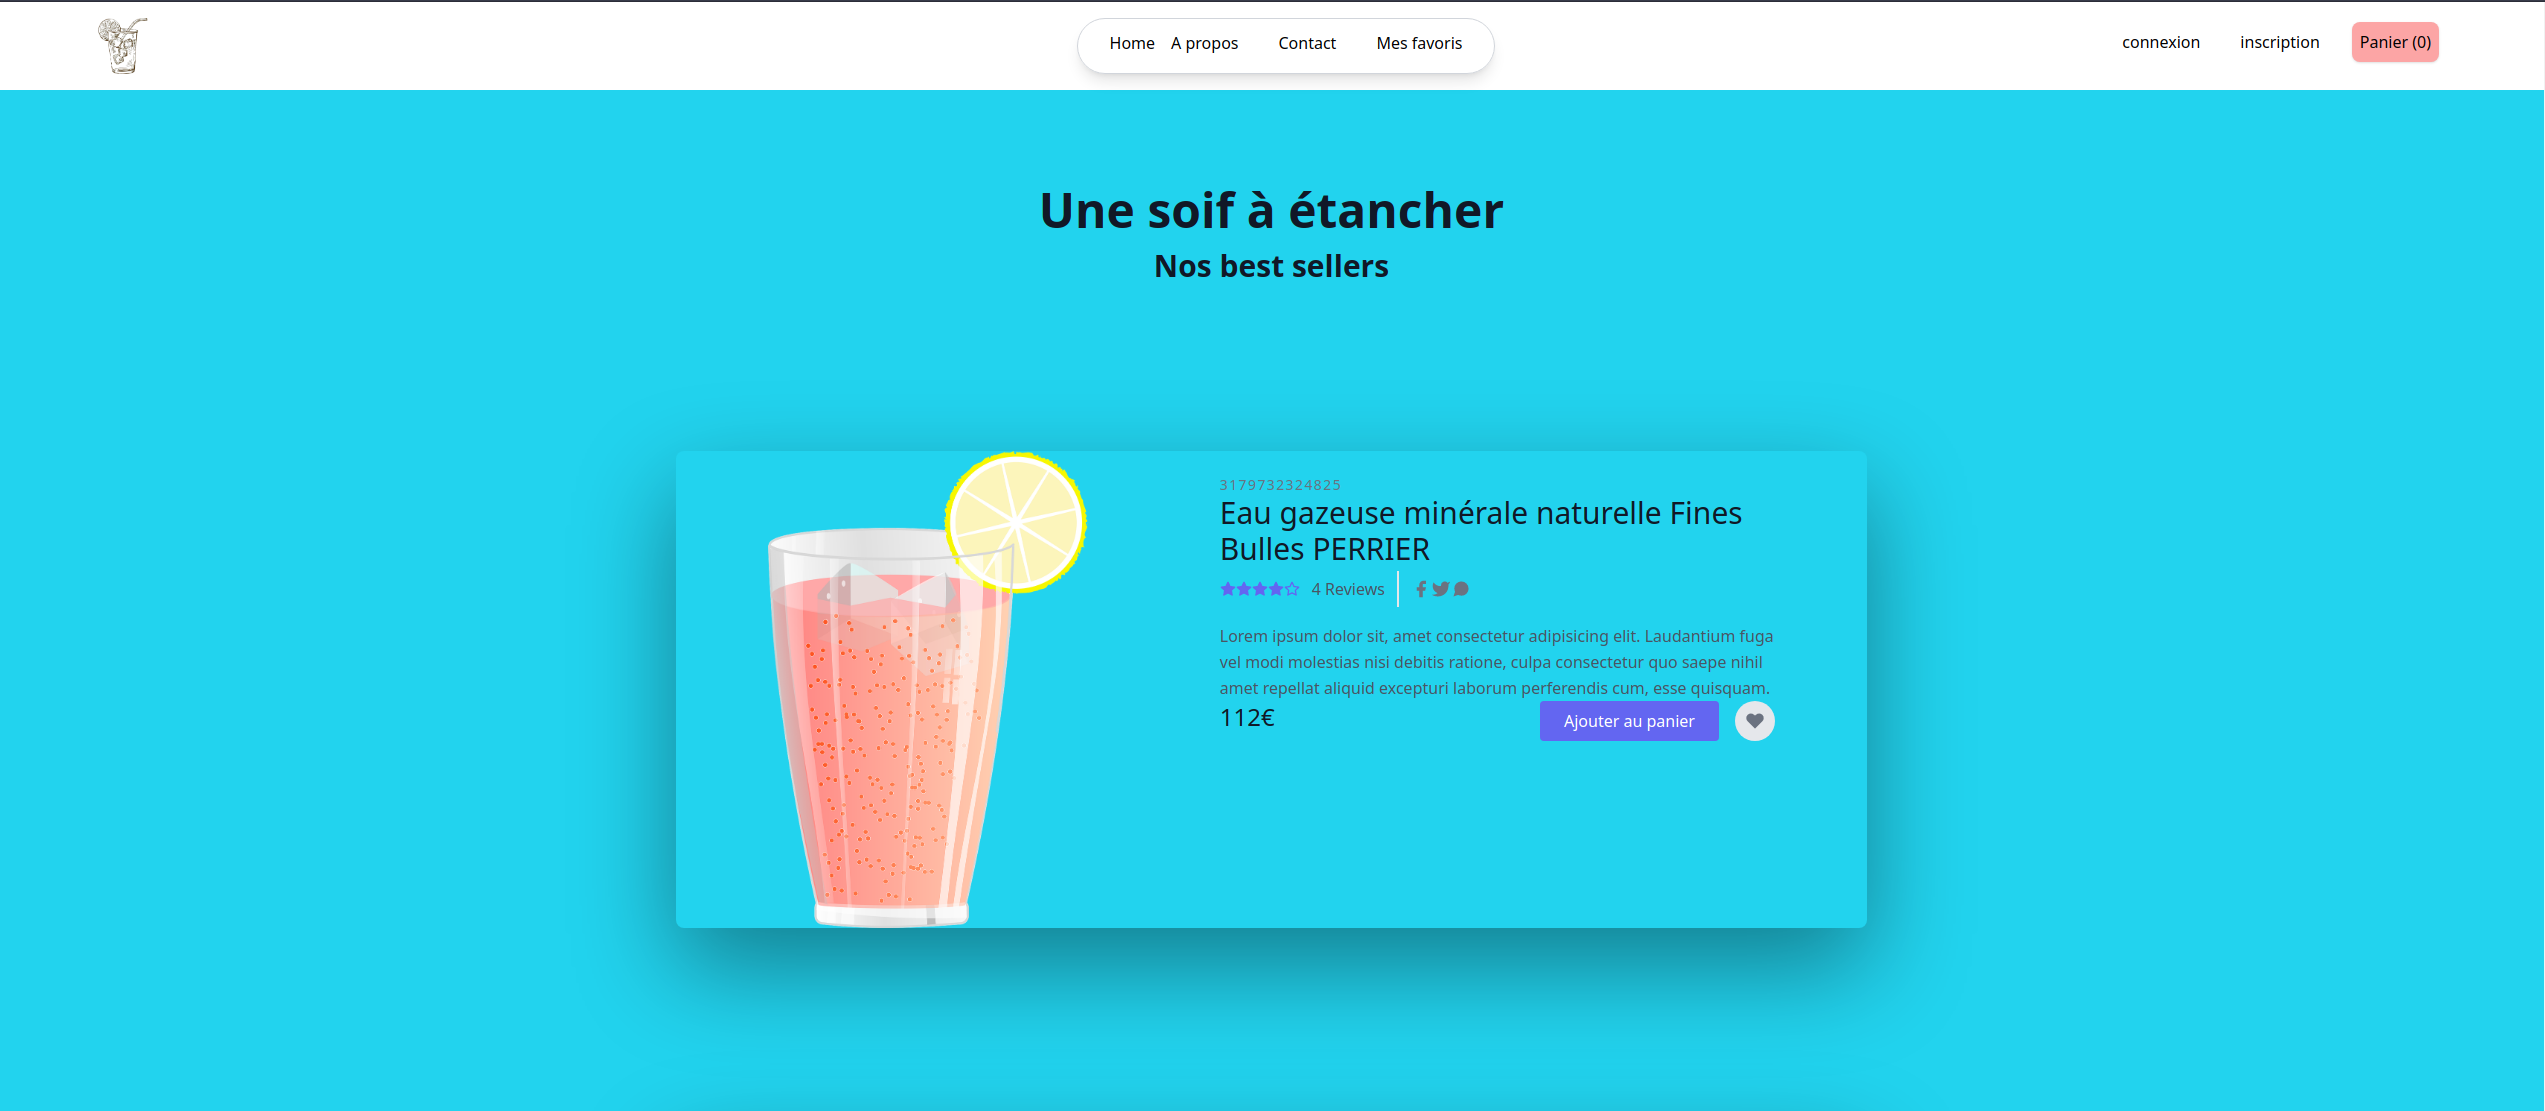 Home A propos Contact Mes favoris
connexion inscription Panier (0)
Une soif à étancher
Nos best sellers
3179732324825
Eau gazeuse minérale naturelle Fines
Bulles PERRIER
4 Reviews
Lorem ipsum dolor sit, amet consectetur adipisicing elit. Laudantium fuga
vel modi molestias nisi debitis ratione, culpa consectetur quo saepe nihil
amet repellat aliquid excepturi laborum perferendis cum, esse quisquam.
112€
Ajouter au panier